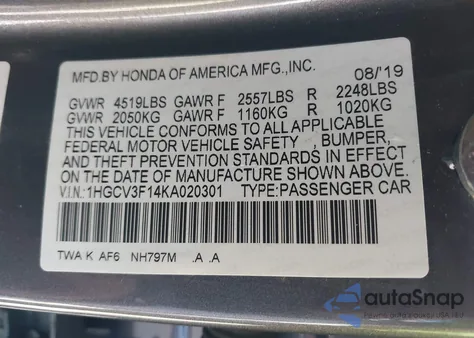 MFD.BY HONDA OF AMERICA MFG.,INC. 08/'19
GVWR 4519LBS GAWR F 2557LBS R 2248LBS
GVWR 2050KG GAWR F 1160KG R 1020KG
THIS VEHICLE CONFORMS TO ALL APPLICABLE
FEDERAL MOTOR VEHICLE SAFETY , BUMPER,
AND THEFT PREVENTION STANDARDS IN EFFECT
ON THE DATE OF MANUFACTURE SHOWN ABOVE.
V.I.N.:1HGCV3F14KA020301 TYPE:PASSENGER CAR
TWA K AF6 NH797M .A .A
autoSnap